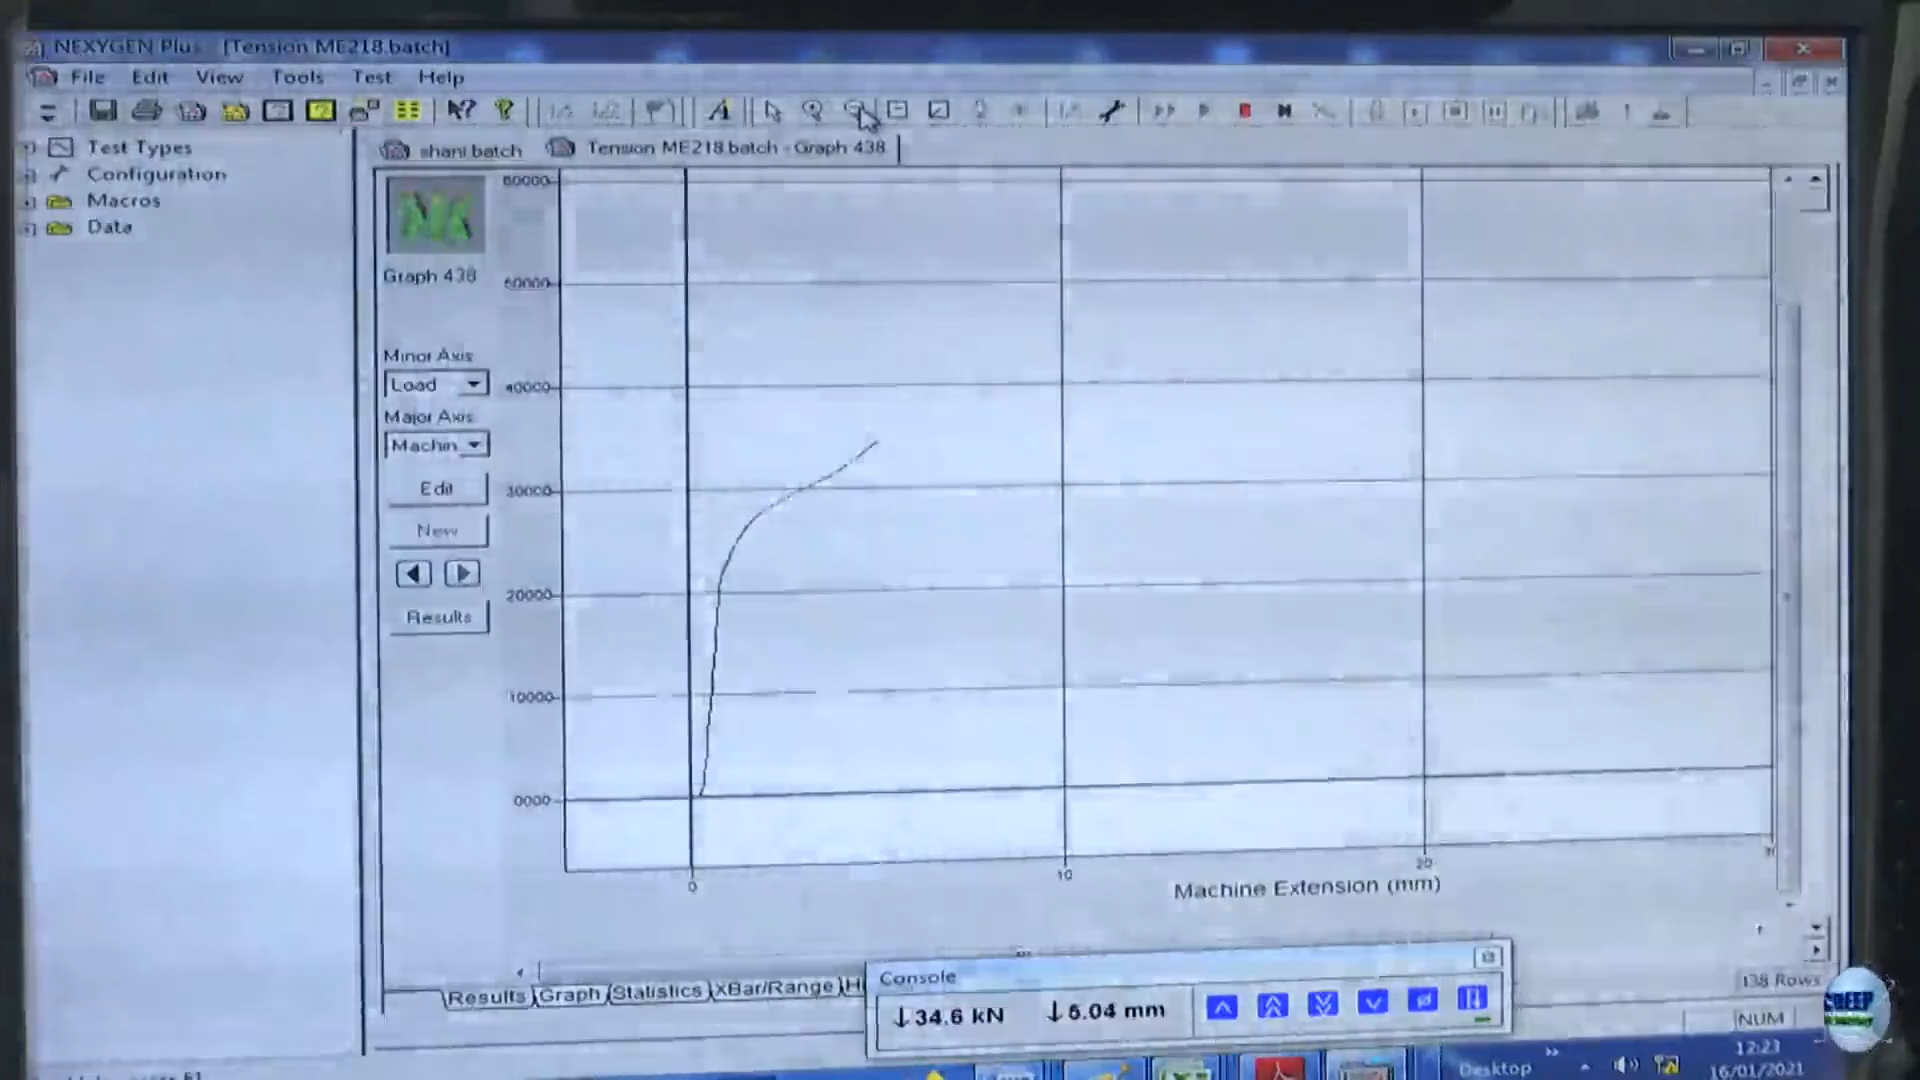 NEXYGEN Plus - [Tension ME218.batch]
File Edit View Tools Test Help
Test Types
Configuration
Macros
Data
shani.batch
Tension ME218.batch - Graph 438
Graph 438
Minor Axis
Load
Major Axis
Machin
Edit
New
Results
60000
50000
40000
30000
20000
10000
0000
0
10
20
Machine Extension (mm)
Results Graph Statistics XBar/Range H
Console
↓34.6 kN
↓5.04 mm
138 Rows
NUM
Desktop
12:23
16/01/2021
CREEP